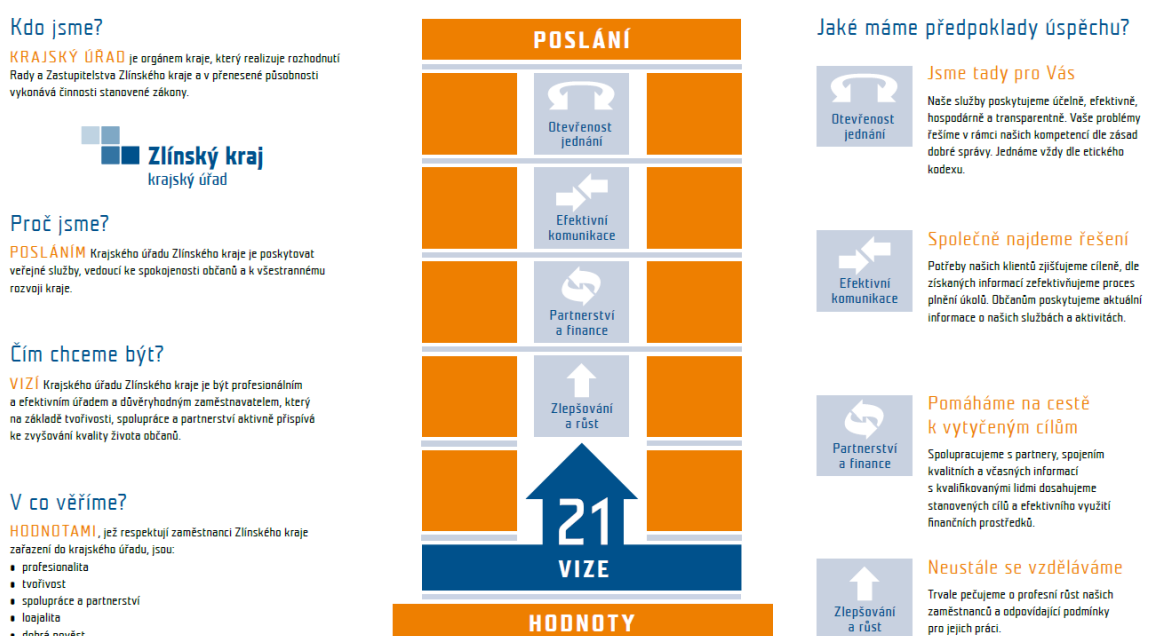 Kdo jsme?
KRAJSKÝ ÚŘAD je orgánem kraje, který realizuje rozhodnutí
Rady a Zastupitelstva Zlínského kraje a v přenesené působnosti
vykonává činnosti stanovené zákony.
Zlínský kraj
krajský úřad
Proč jsme?
POSLÁNÍM Krajského úřadu Zlínského kraje je poskytovat
veřejné služby, vedoucí ke spokojenosti občanů a k všestrannému
rozvoji kraje.
Čím chceme být?
VIZÍ Krajského úřadu Zlínského kraje je být profesionálním
a efektivním úřadem a důvěryhodným zaměstnavatelem, který
na základě tvořivosti, spolupráce a partnerství aktivně přispívá
ke zvyšování kvality života občanů.
V co věříme?
HODNOTAMI, jež respektují zaměstnanci Zlínského kraje
zařazení do krajského úřadu, jsou:
• profesionalita
• tvořivost
• spolupráce a partnerství
• loajalita
• dobrá pověst
POSLÁNÍ
Otevřenost
jednání
Efektivní
komunikace
Partnerství
a finance
Zlepšování
a růst
21
VIZE
HODNOTY
Jaké máme předpoklady úspěchu?
Otevřenost
jednání
Jsme tady pro Vás
Naše služby poskytujeme účelně, efektivně,
hospodárně a transparentně. Vaše problémy
řešíme v rámci našich kompetencí dle zásad
dobré správy. Jednáme vždy dle etického
kodexu.
Efektivní
komunikace
Společně najdeme řešení
Potřeby našich klientů zjišťujeme cíleně, dle
získaných informací zefektivňujeme proces
plnění úkolů. Občanům poskytujeme aktuální
informace o našich službách a aktivitách.
Partnerství
a finance
Pomáháme na cestě
k vytyčeným cílům
Spolupracujeme s partnery, spojením
kvalitních a včasných informací
s kvalifikovanými lidmi dosahujeme
stanovených cílů a efektivního využití
finančních prostředků.
Zlepšování
a růst
Neustále se vzděláváme
Trvale pečujeme o profesní růst našich
zaměstnanců a odpovídající podmínky
pro jejich práci.